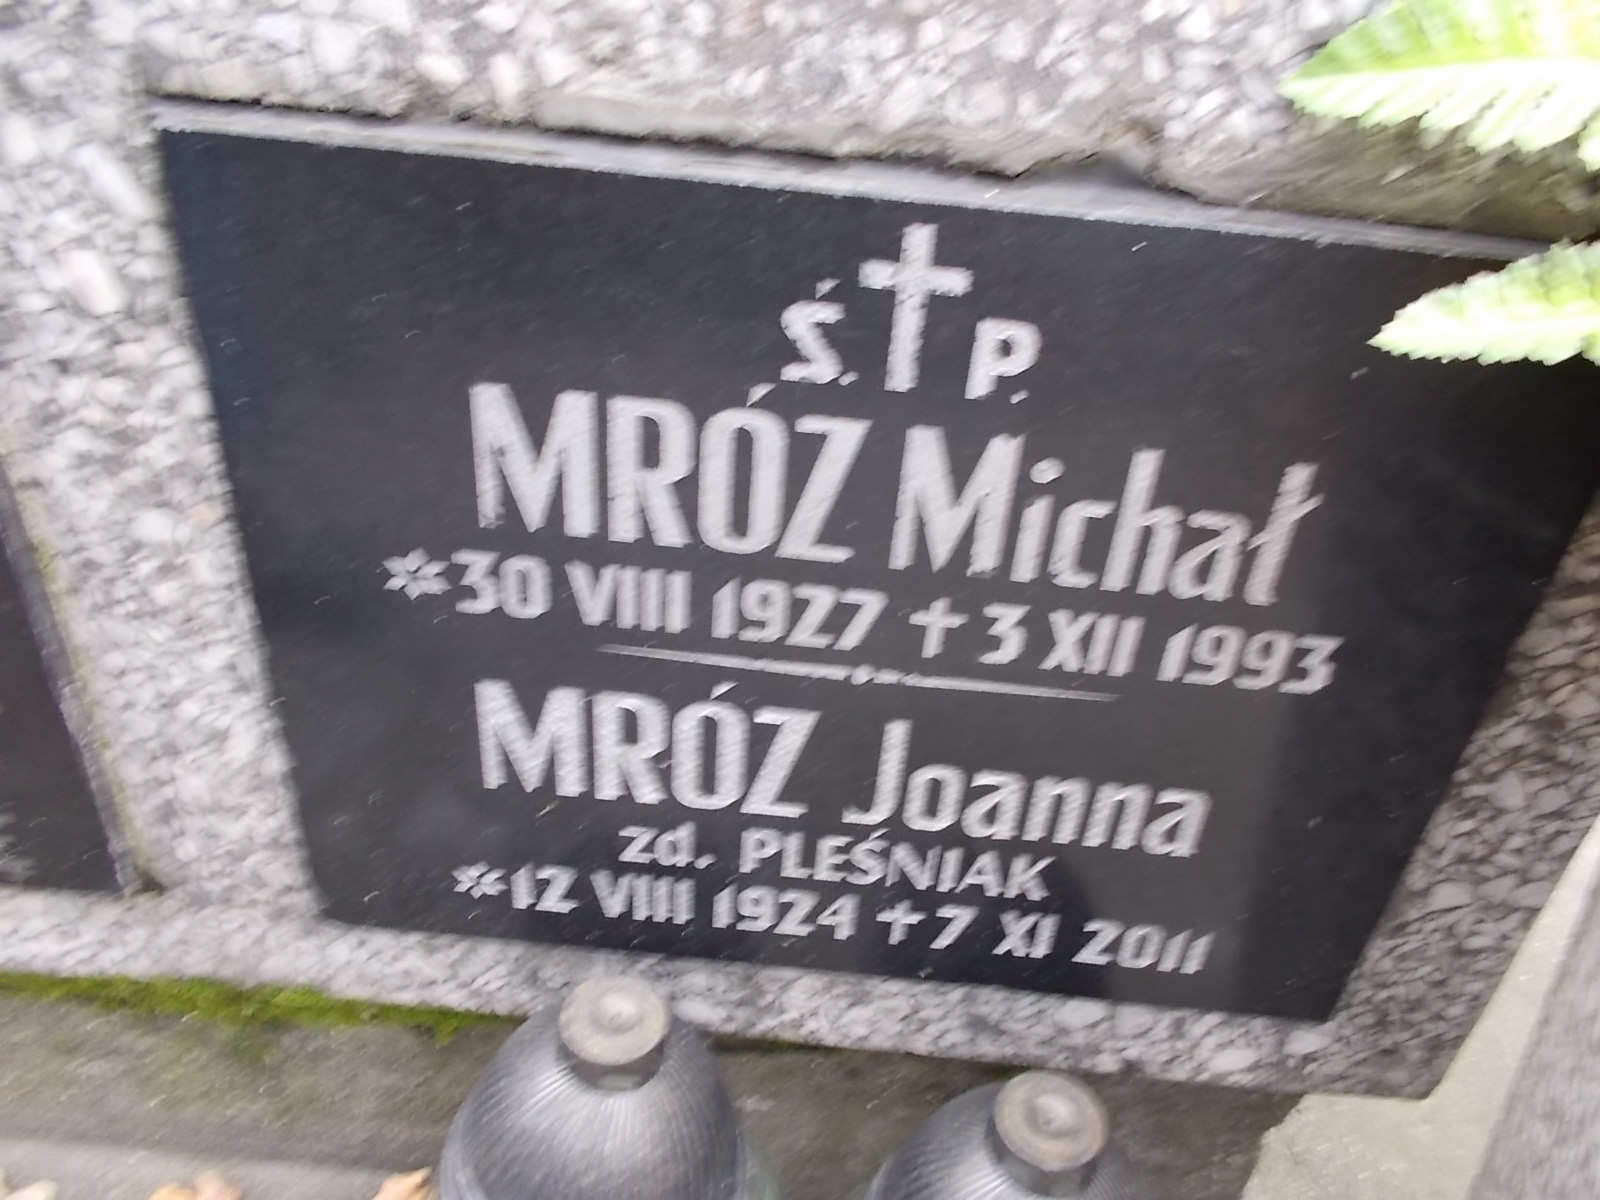 Ś. † P.
MRÓZ Michał
*30 VIII 1927 †3 XII 1993
MRÓZ Joanna
zd. PLEŚNIAK
*12 VIII 1924 †7 XI 2011